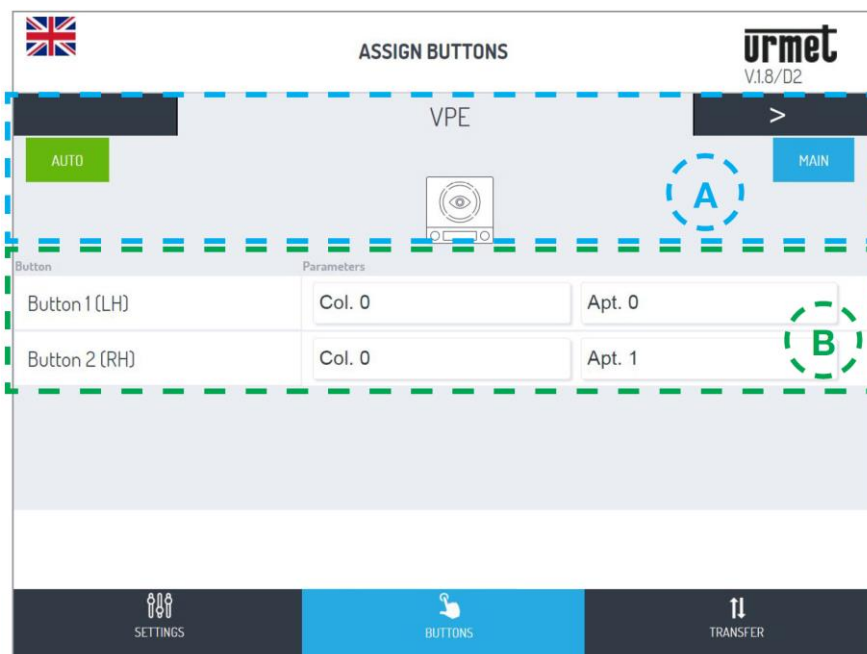 ASSIGN BUTTONS
urmet
V.1.8/D2
VPE >
AUTO MAIN
A
Button Parameters
Button 1 (LH) Col. 0 Apt. 0
B
Button 2 (RH) Col. 0 Apt. 1
SETTINGS BUTTONS TRANSFER